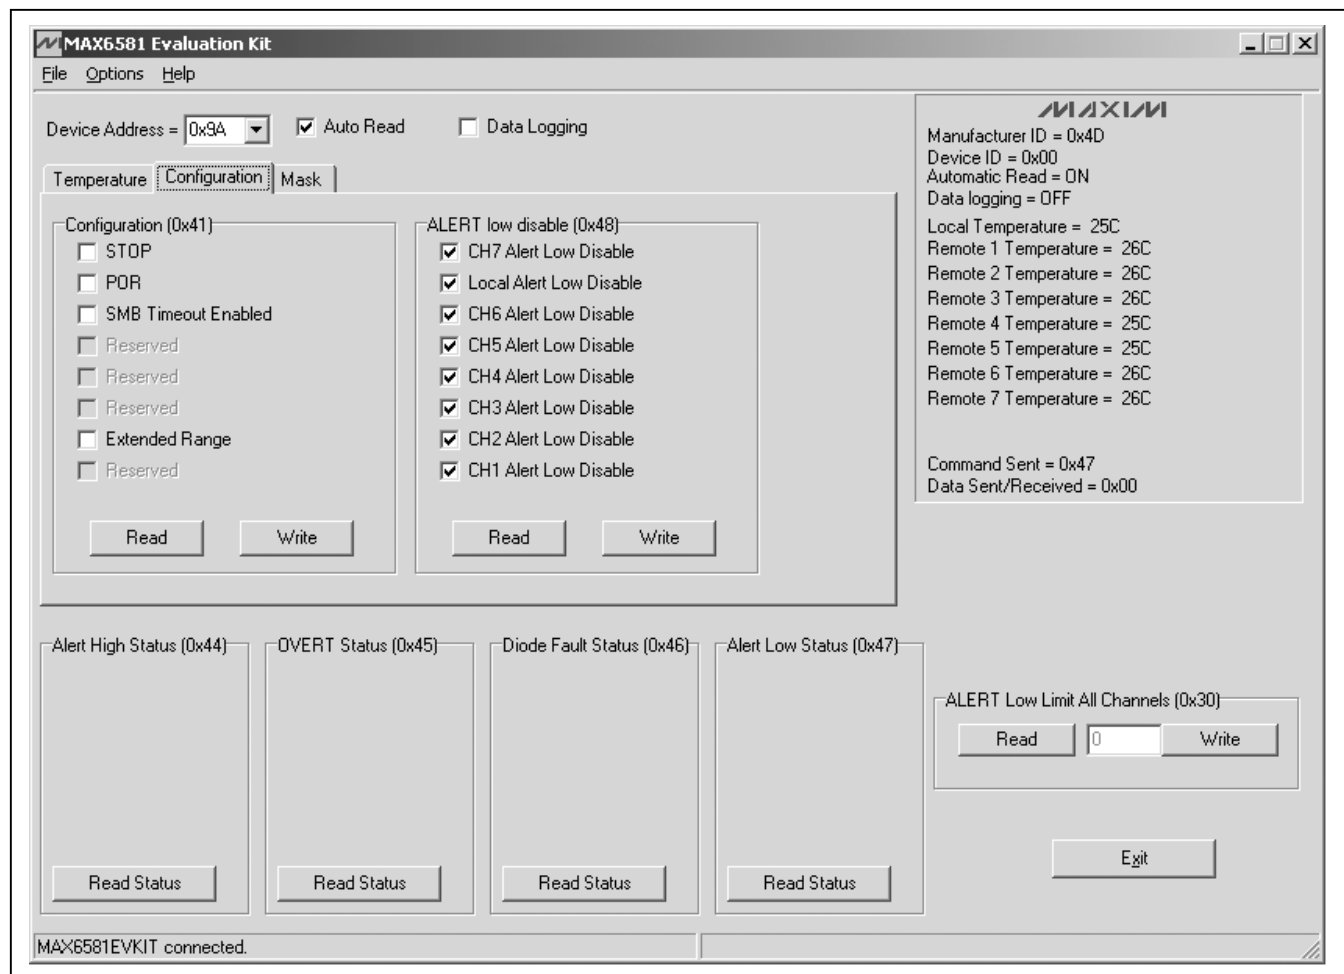 MAX6581 Evaluation Kit
File Options Help
Device Address = 0x9A Auto Read Data Logging
Temperature Configuration Mask
Configuration (0x41)
STOP
POR
SMB Timeout Enabled
Reserved
Reserved
Reserved
Extended Range
Reserved
Read Write
ALERT low disable (0x48)
CH7 Alert Low Disable
Local Alert Low Disable
CH6 Alert Low Disable
CH5 Alert Low Disable
CH4 Alert Low Disable
CH3 Alert Low Disable
CH2 Alert Low Disable
CH1 Alert Low Disable
Read Write
MAXIM
Manufacturer ID = 0x4D
Device ID = 0x00
Automatic Read = ON
Data logging = OFF
Local Temperature = 25C
Remote 1 Temperature = 26C
Remote 2 Temperature = 26C
Remote 3 Temperature = 26C
Remote 4 Temperature = 25C
Remote 5 Temperature = 25C
Remote 6 Temperature = 26C
Remote 7 Temperature = 26C
Command Sent = 0x47
Data Sent/Received = 0x00
Alert High Status (0x44)
Read Status
OVERT Status (0x45)
Read Status
Diode Fault Status (0x46)
Read Status
Alert Low Status (0x47)
Read Status
ALERT Low Limit All Channels (0x30)
Read 0 Write
Exit
MAX6581EVKIT connected.